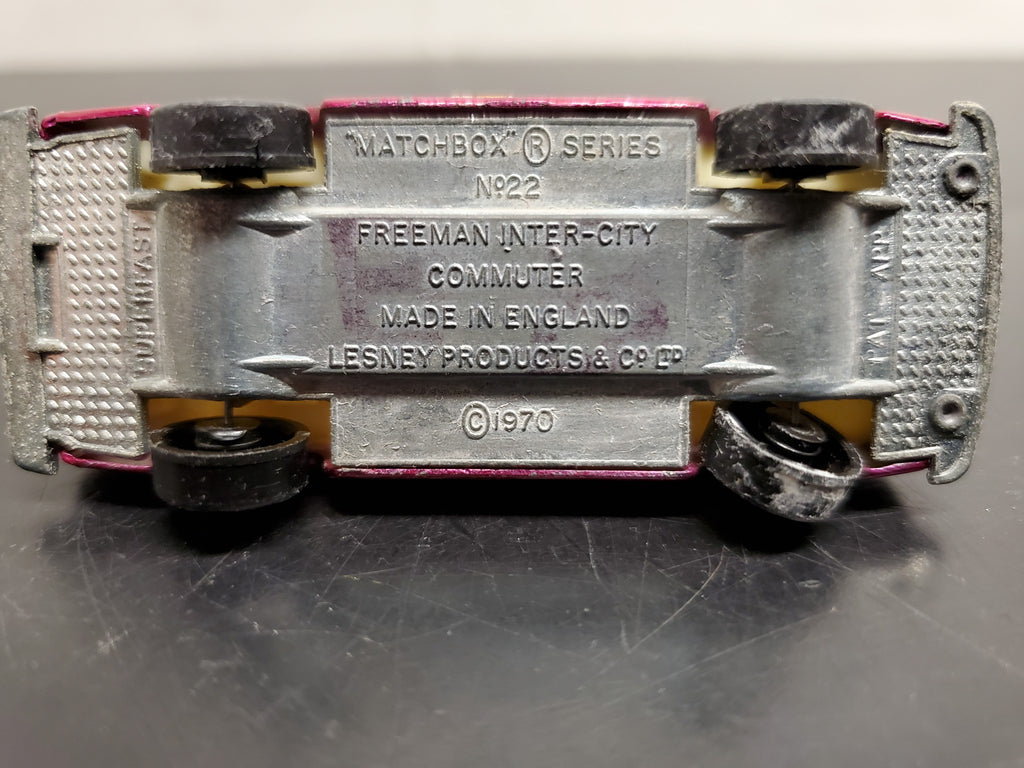 "MATCHBOX" ® SERIES
Nº22
FREEMAN INTER-CITY
COMMUTER
MADE IN ENGLAND
LESNEY PRODUCTS & Cº LTD
©1970
SUPERFAST
PAT. APP.